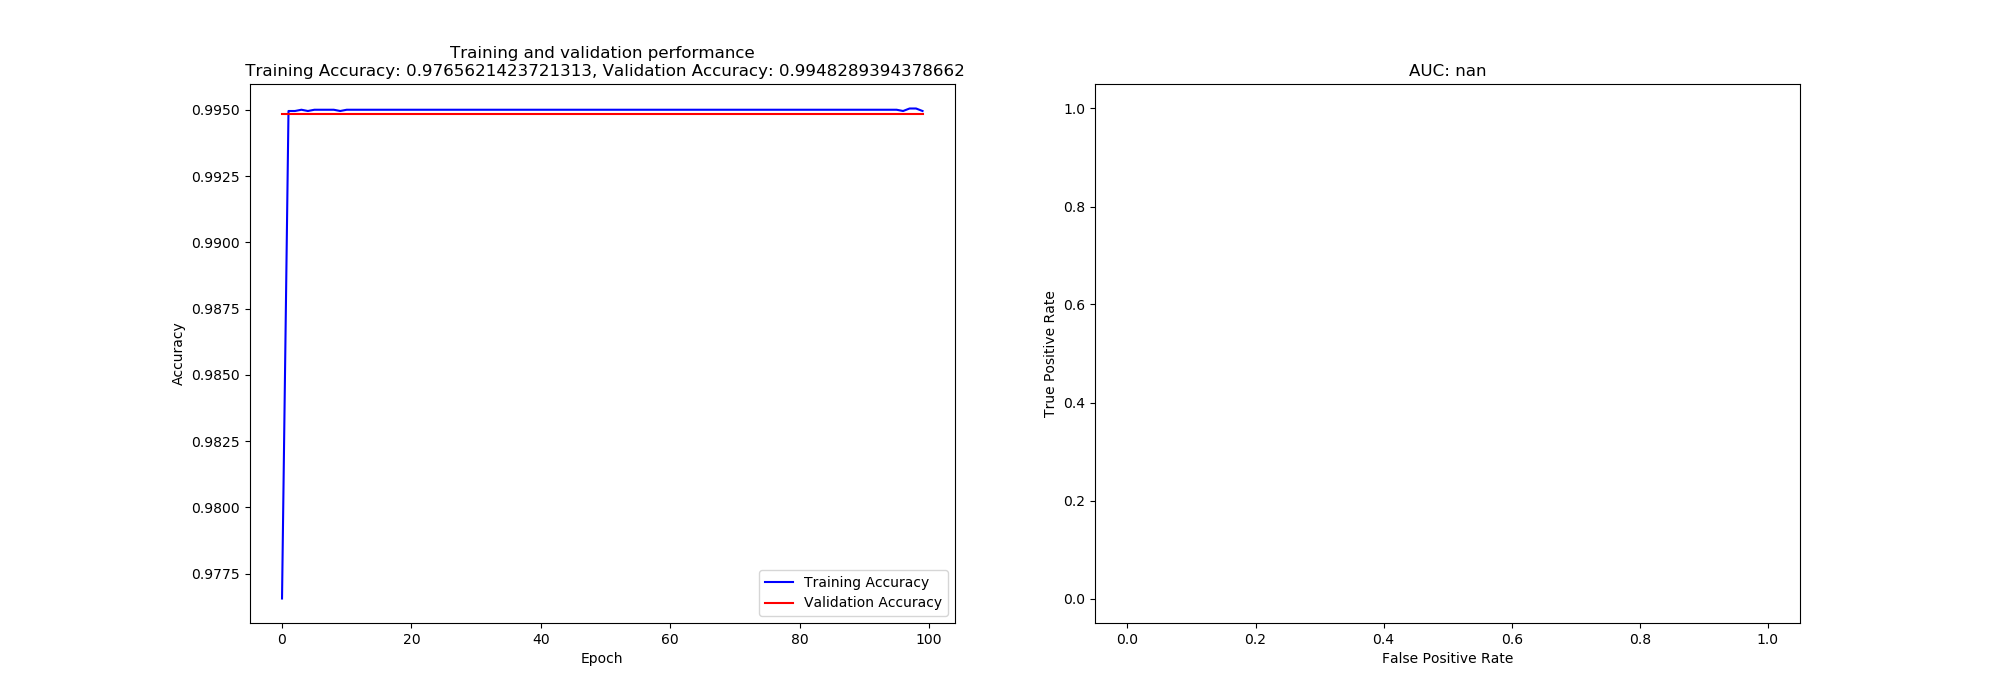 Training and validation performance
Training Accuracy: 0.9765621423721313, Validation Accuracy: 0.9948289394378662
0.9950
0.9925
0.9900
0.9875
0.9850
0.9825
0.9800
0.9775
Accuracy
0
20
40
60
80
100
Epoch
Training Accuracy
Validation Accuracy
AUC: nan
1.0
0.8
0.6
0.4
0.2
0.0
True Positive Rate
0.0
0.2
0.4
0.6
0.8
1.0
False Positive Rate